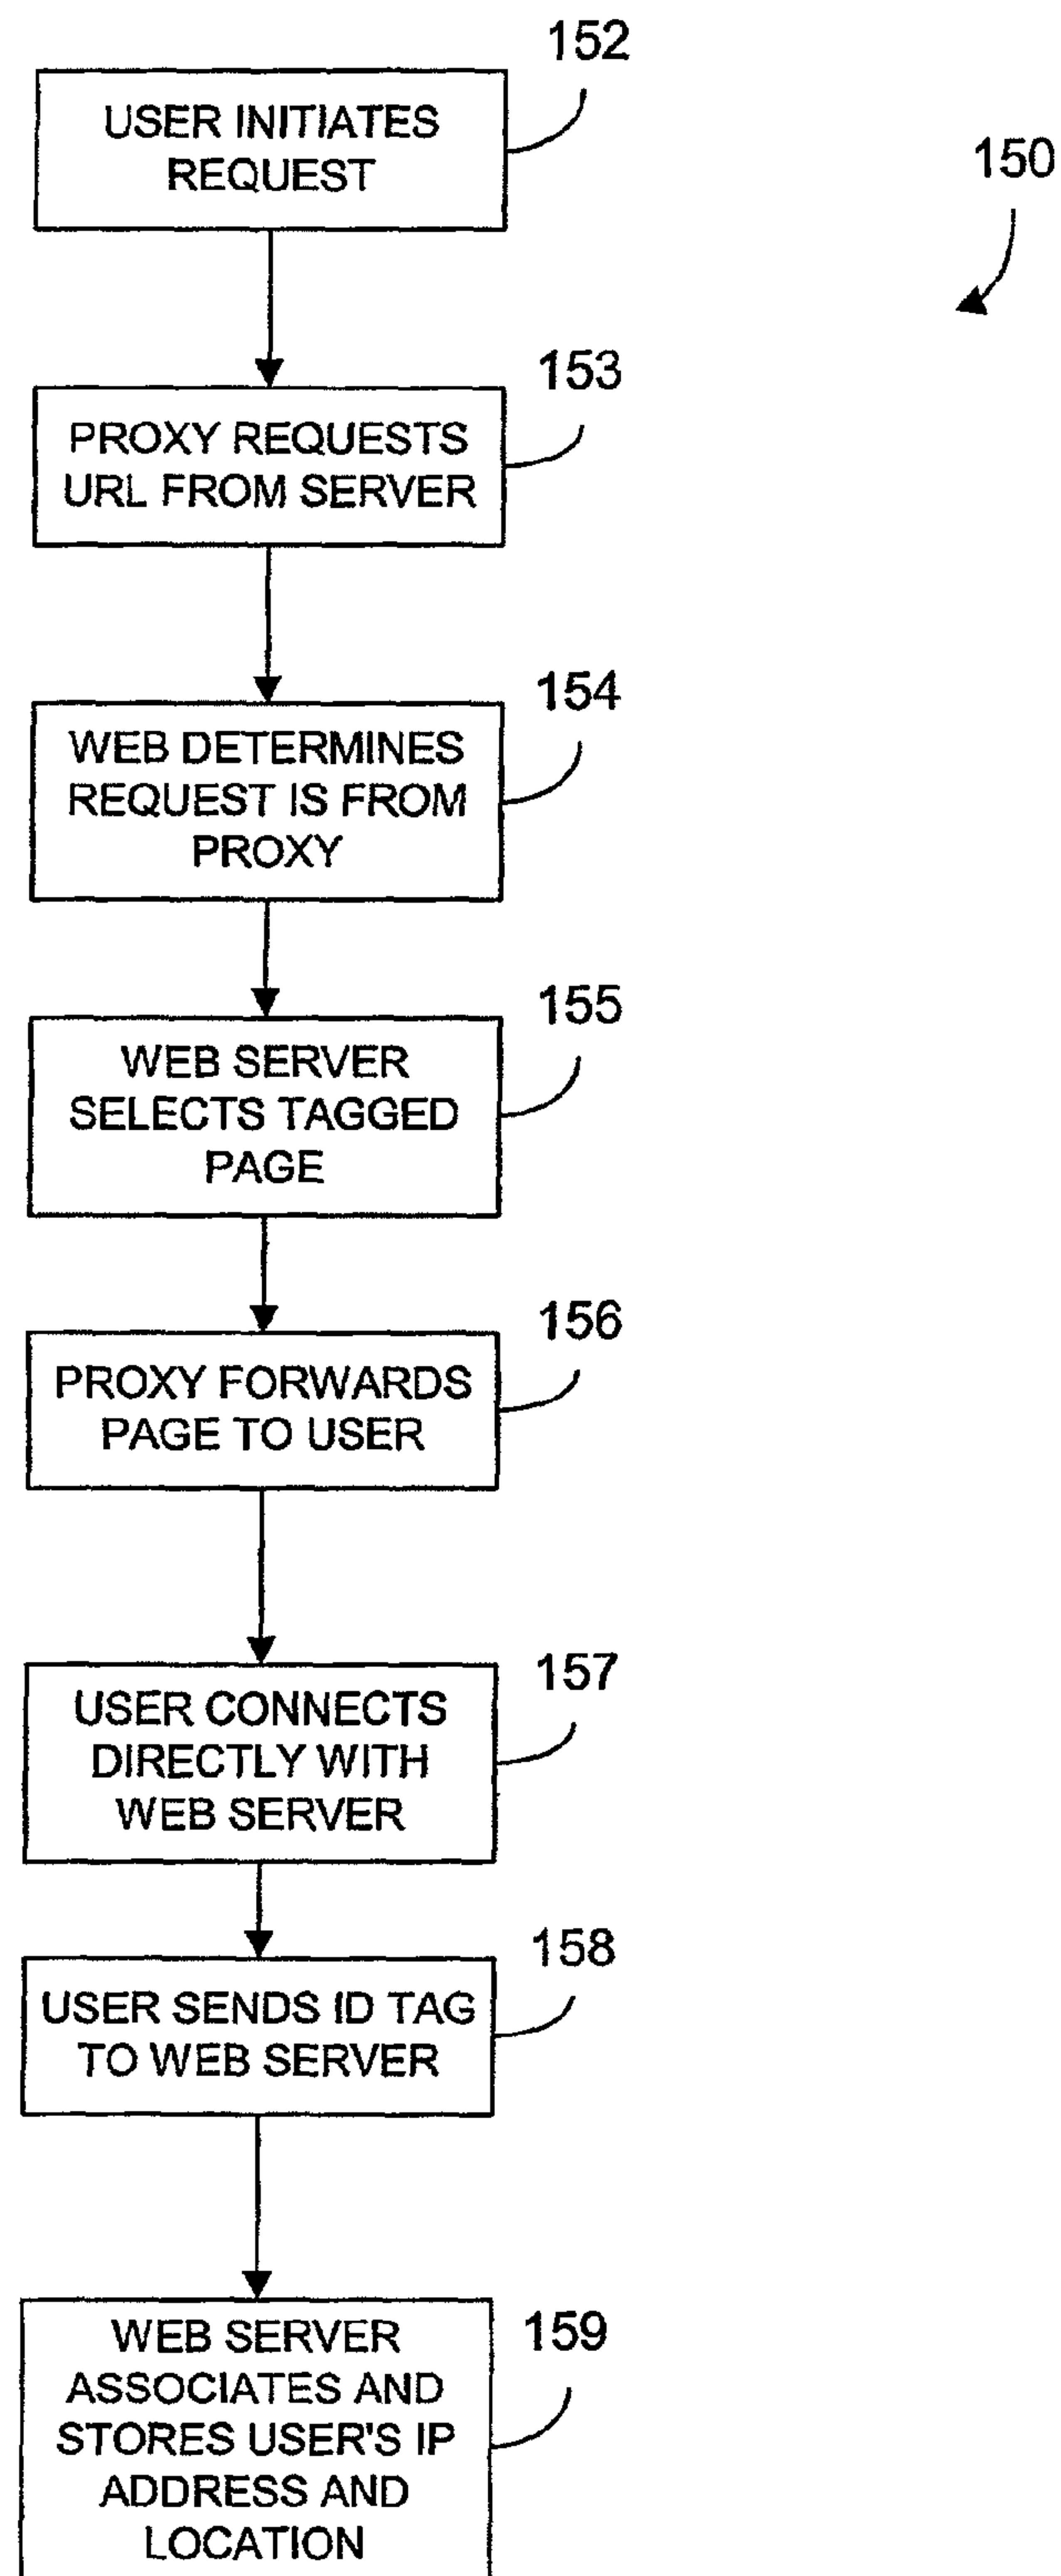 152
USER INITIATES
REQUEST
150
153
PROXY REQUESTS
URL FROM SERVER
154
WEB DETERMINES
REQUEST IS FROM
PROXY
155
WEB SERVER
SELECTS TAGGED
PAGE
156
PROXY FORWARDS
PAGE TO USER
157
USER CONNECTS
DIRECTLY WITH
WEB SERVER
158
USER SENDS ID TAG
TO WEB SERVER
159
WEB SERVER
ASSOCIATES AND
STORES USER'S IP
ADDRESS AND
LOCATION